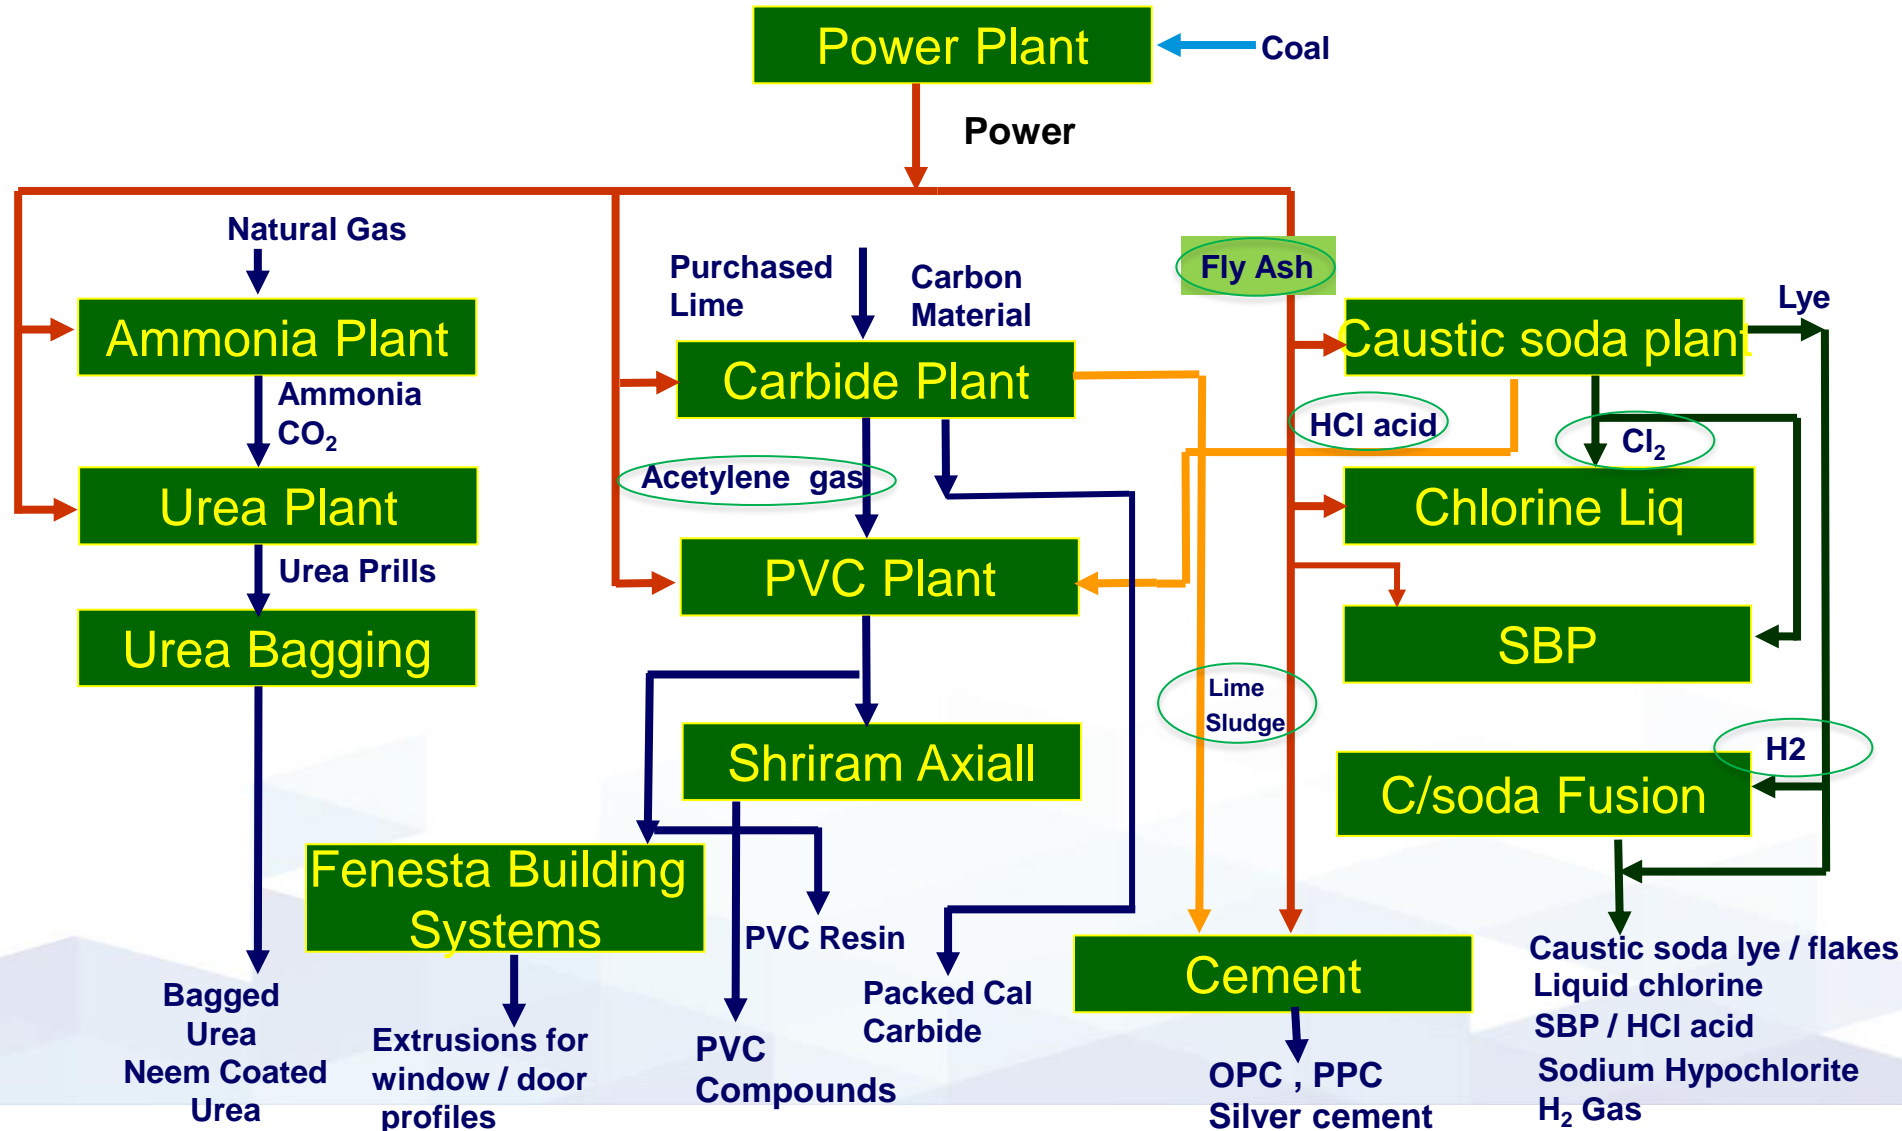 Power Plant
Coal
Power
Natural Gas
Purchased
Lime
Carbon
Material
Fly Ash
Lye
Ammonia Plant
Carbide Plant
Caustic soda plant
Ammonia
CO₂
HCl acid
Cl₂
Acetylene gas
Urea Plant
Chlorine Liq
Urea Prills
PVC Plant
Urea Bagging
SBP
Lime
Sludge
Shriram Axiall
H2
C/soda Fusion
Fenesta Building
Systems
PVC Resin
Cement
Packed Cal
Carbide
Bagged
Urea
Neem Coated
Urea
Extrusions for
window / door
profiles
PVC
Compounds
OPC , PPC
Silver cement
Caustic soda lye / flakes
Liquid chlorine
SBP / HCl acid
Sodium Hypochlorite
H₂ Gas